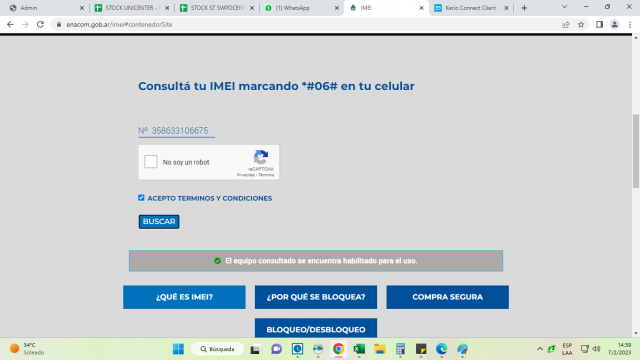 Admin
STOCK UNICENTER - I
STOCK ST SWPOCENT
(1) WhatsApp
IMEI
Kerio Connect Client
enacom.gob.ar/imei#contenedorSite
Consultá tu IMEI marcando *#06# en tu celular
Nº 358633106675
No soy un robot
reCAPTCHA
Privacidad - Términos
ACEPTO TERMINOS Y CONDICIONES
BUSCAR
El equipo consultado se encuentra habilitado para el uso.
¿QUÉ ES IMEI?
¿POR QUÉ SE BLOQUEA?
COMPRA SEGURA
BLOQUEO/DESBLOQUEO
34°C
Soleado
Búsqueda
ESP
LAA
14:39
7/2/2023